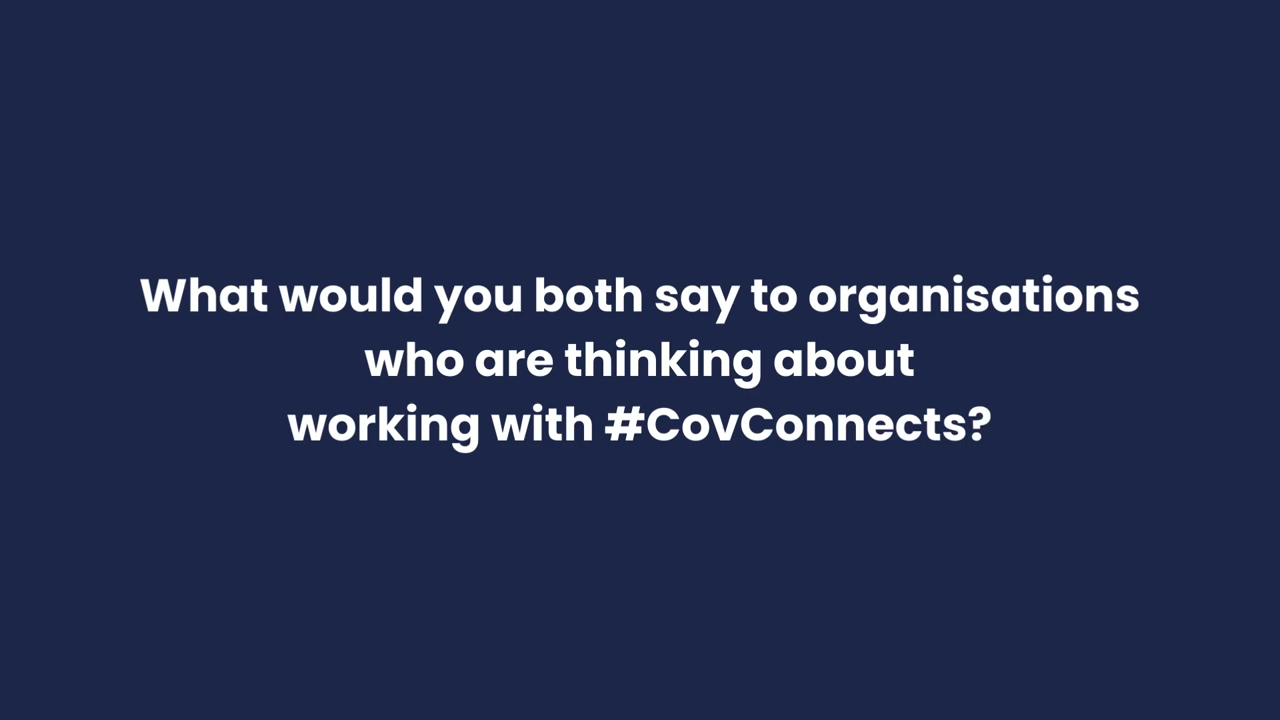 What would you both say to organisations
who are thinking about
working with #CovConnects?